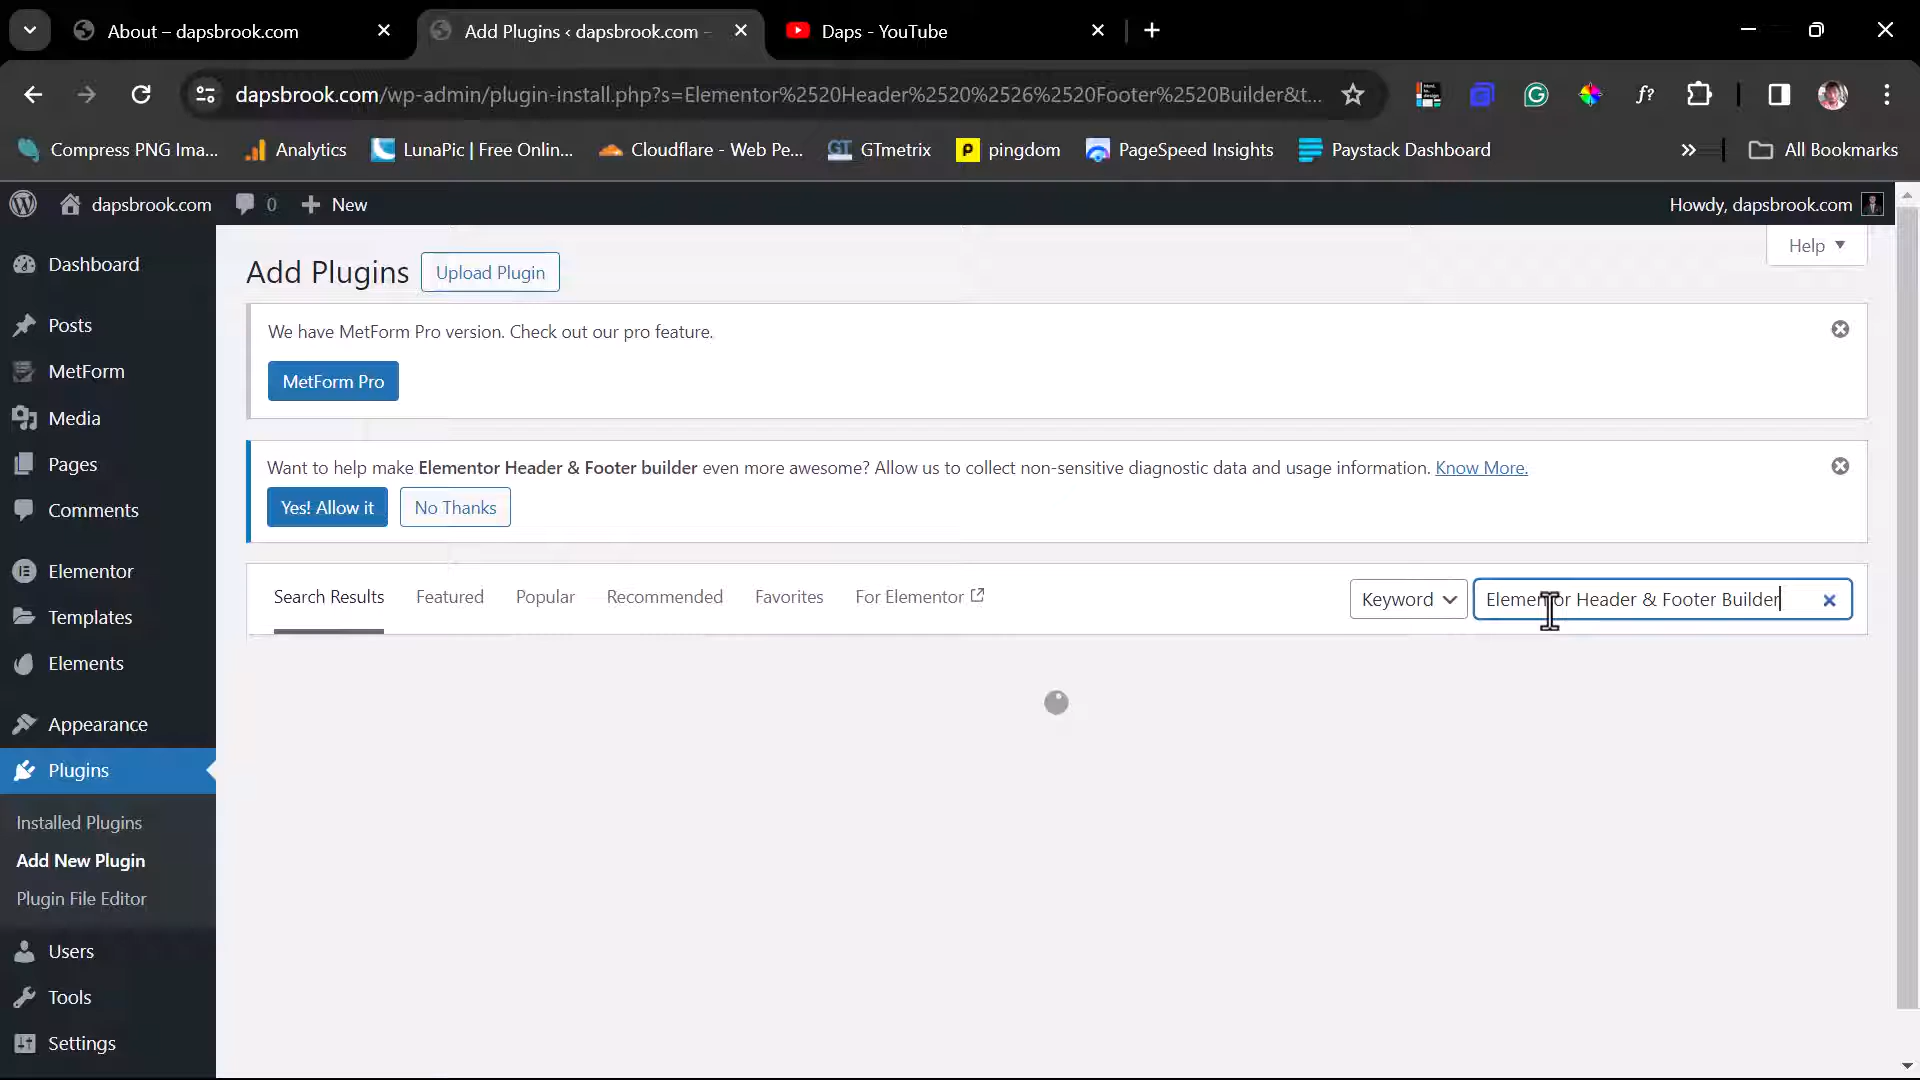 About – dapsbrook.com
Add Plugins ‹ dapsbrook.com –
Daps - YouTube
dapsbrook.com/wp-admin/plugin-install.php?s=Elementor%2520Header%2520%2526%2520Footer%2520Builder&t...
f?
Compress PNG Ima...
Analytics
LunaPic | Free Onlin...
Cloudflare - Web Pe...
GTmetrix
pingdom
PageSpeed Insights
Paystack Dashboard
»
All Bookmarks
dapsbrook.com
0
New
Howdy, dapsbrook.com
Help
Dashboard
Posts
MetForm
Media
Pages
Comments
Elementor
Templates
Elements
Appearance
Plugins
Installed Plugins
Add New Plugin
Plugin File Editor
Users
Tools
Settings
Add Plugins
Upload Plugin
We have MetForm Pro version. Check out our pro feature.
MetForm Pro
Want to help make Elementor Header & Footer builder even more awesome? Allow us to collect non-sensitive diagnostic data and usage information. Know More.
Yes! Allow it
No Thanks
Search Results
Featured
Popular
Recommended
Favorites
For Elementor
Keyword
Elementor Header & Footer Builder